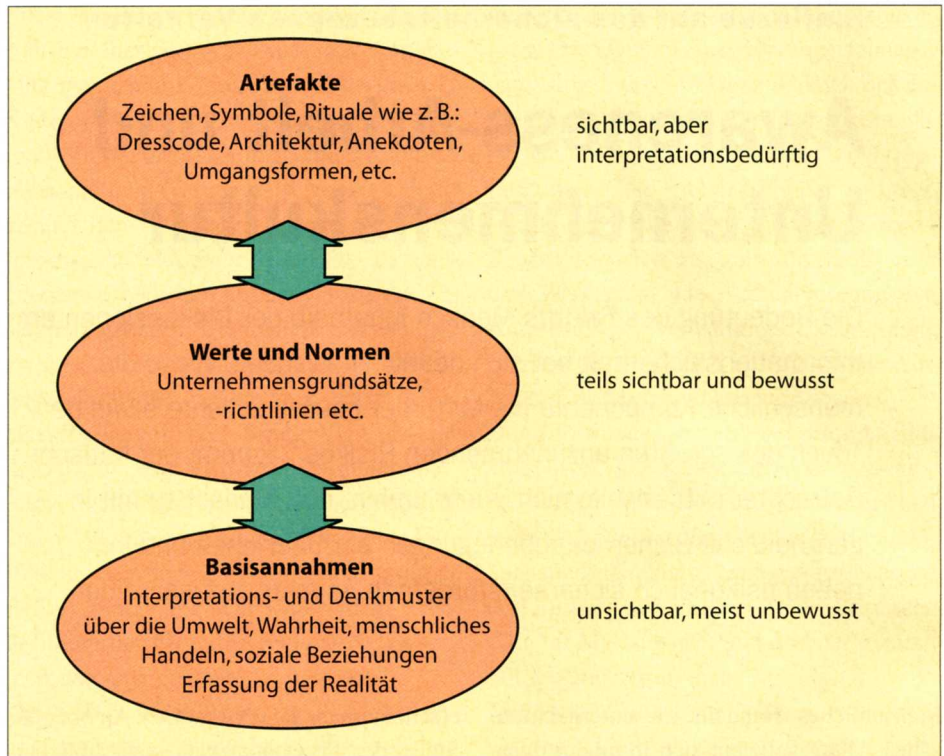 Artefakte
Zeichen, Symbole, Rituale wie z. B.:
Dresscode, Architektur, Anekdoten,
Umgangsformen, etc.
sichtbar, aber
interpretationsbedürftig
Werte und Normen
Unternehmensgrundsätze,
-richtlinien etc.
teils sichtbar und bewusst
Basisannahmen
Interpretations- und Denkmuster
über die Umwelt, Wahrheit, menschliches
Handeln, soziale Beziehungen
Erfassung der Realität
unsichtbar, meist unbewusst